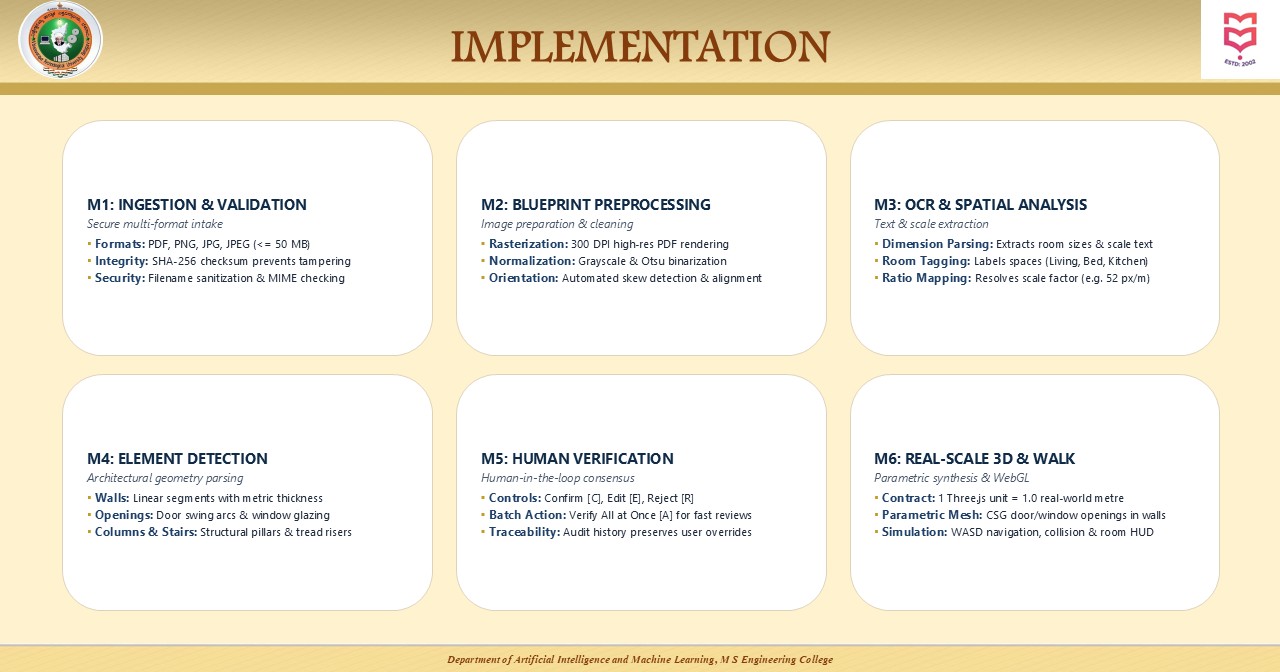 IMPLEMENTATION
ESTD: 2002
M1: INGESTION & VALIDATION
Secure multi-format intake
▪ Formats: PDF, PNG, JPG, JPEG (<= 50 MB)
▪ Integrity: SHA-256 checksum prevents tampering
▪ Security: Filename sanitization & MIME checking
M2: BLUEPRINT PREPROCESSING
Image preparation & cleaning
▪ Rasterization: 300 DPI high-res PDF rendering
▪ Normalization: Grayscale & Otsu binarization
▪ Orientation: Automated skew detection & alignment
M3: OCR & SPATIAL ANALYSIS
Text & scale extraction
▪ Dimension Parsing: Extracts room sizes & scale text
▪ Room Tagging: Labels spaces (Living, Bed, Kitchen)
▪ Ratio Mapping: Resolves scale factor (e.g. 52 px/m)
M4: ELEMENT DETECTION
Architectural geometry parsing
▪ Walls: Linear segments with metric thickness
▪ Openings: Door swing arcs & window glazing
▪ Columns & Stairs: Structural pillars & tread risers
M5: HUMAN VERIFICATION
Human-in-the-loop consensus
▪ Controls: Confirm [C], Edit [E], Reject [R]
▪ Batch Action: Verify All at Once [A] for fast reviews
▪ Traceability: Audit history preserves user overrides
M6: REAL-SCALE 3D & WALK
Parametric synthesis & WebGL
▪ Contract: 1 Three.js unit = 1.0 real-world metre
▪ Parametric Mesh: CSG door/window openings in walls
▪ Simulation: WASD navigation, collision & room HUD
Department of Artificial Intelligence and Machine Learning, M S Engineering College